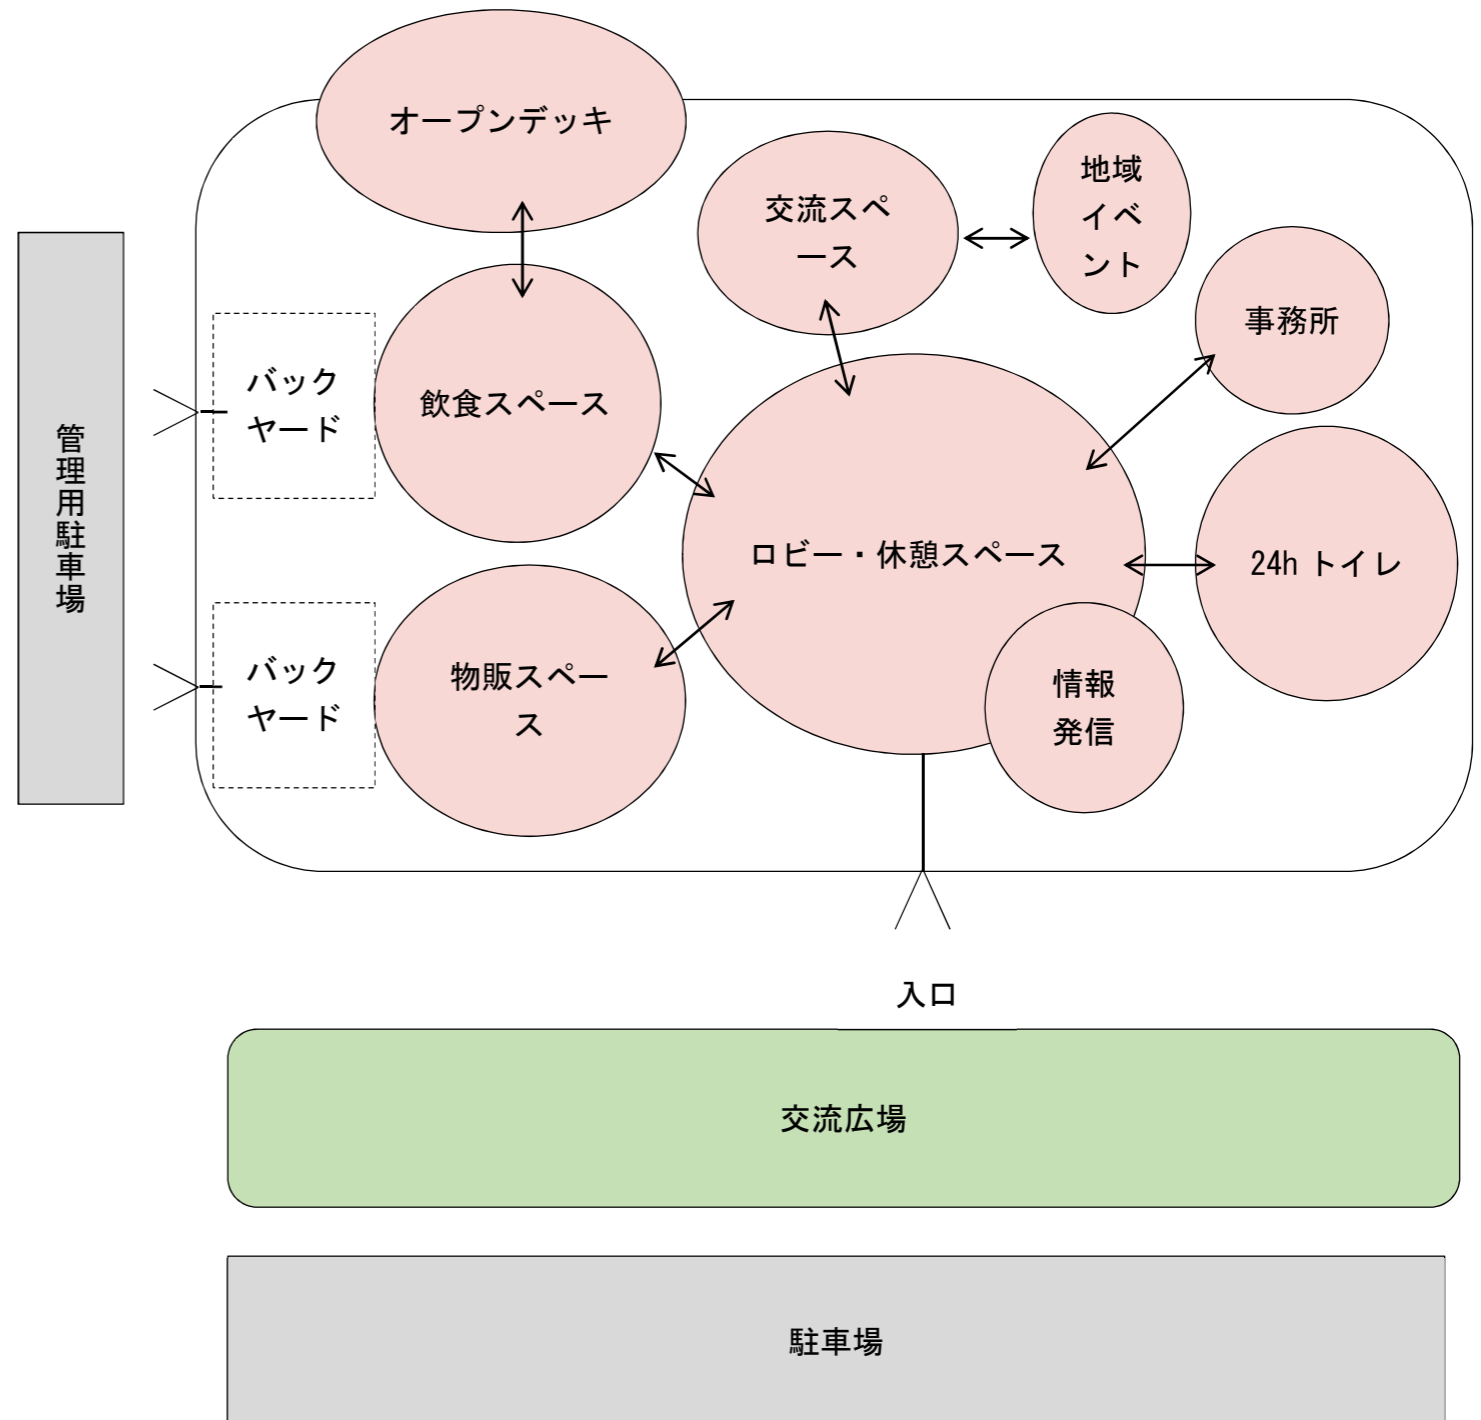 オープンデッキ
交流スペ
ース
地域
イベ
ント
事務所
バック
ヤード
飲食スペース
管理用駐車場
ロビー・休憩スペース
24h トイレ
バック
ヤード
物販スペー
ス
情報
発信
入口
交流広場
駐車場